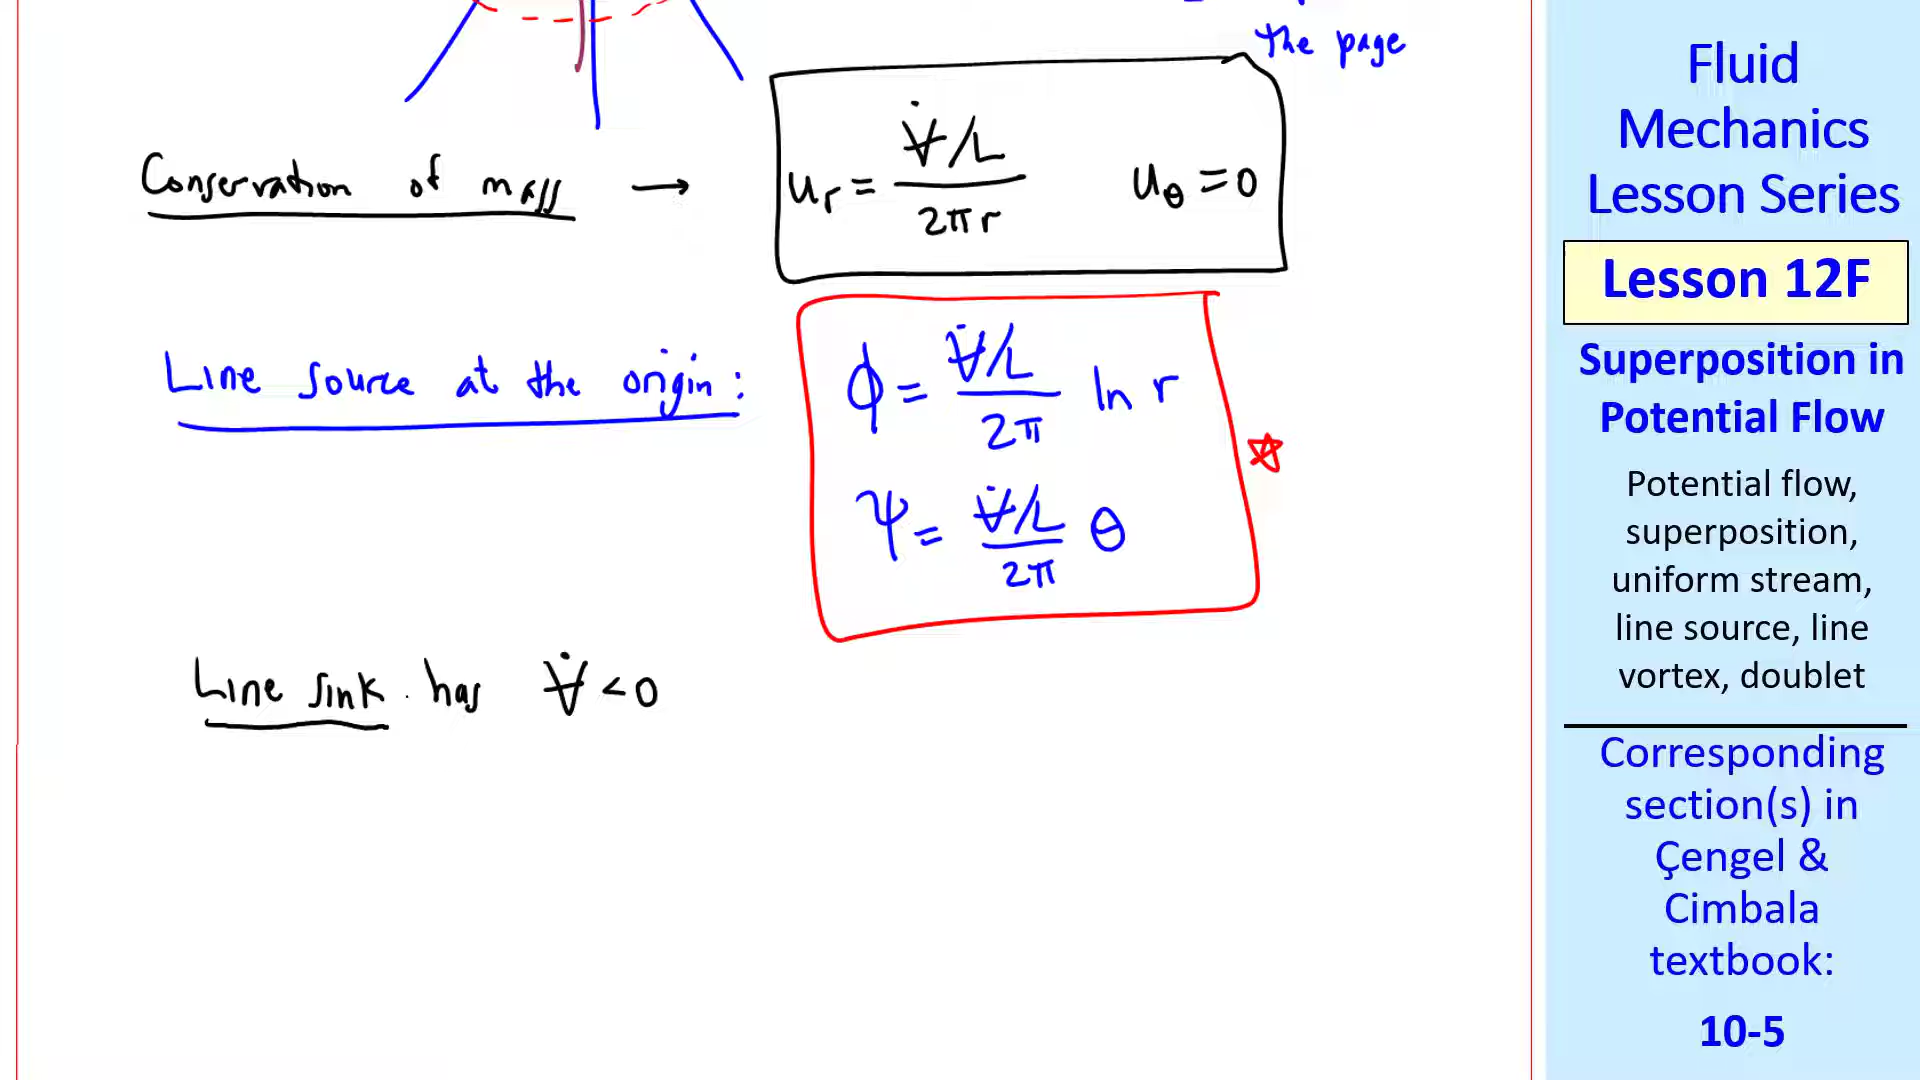 the page
Conservation of mass → u_r = V̶̇/L / 2πr    u_θ = 0
Line source at the origin: ϕ = V̶̇/L / 2π ln r
Ψ = V̶̇/L / 2π θ
Line sink has V̶̇ < 0
Fluid
Mechanics
Lesson Series
Lesson 12F
Superposition in
Potential Flow
Potential flow,
superposition,
uniform stream,
line source, line
vortex, doublet
Corresponding
section(s) in
Çengel &
Cimbala
textbook:
10-5